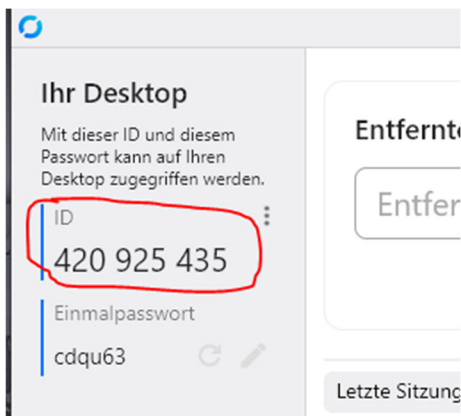 Ihr Desktop
Mit dieser ID und diesem
Passwort kann auf Ihren
Desktop zugegriffen werden.
ID
420 925 435
Einmalpasswort
cdqu63
Entfernt
Entfer
Letzte Sitzung